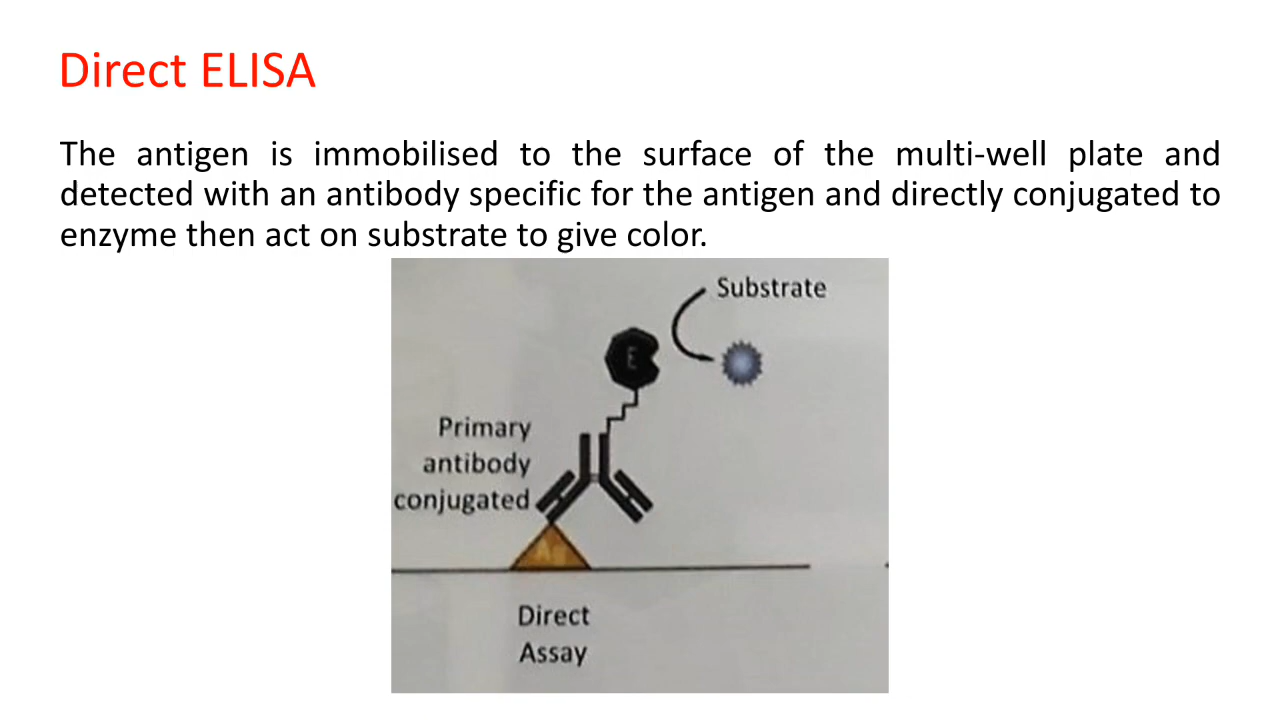 Direct ELISA
The antigen is immobilised to the surface of the multi-well plate and
detected with an antibody specific for the antigen and directly conjugated to
enzyme then act on substrate to give color.
Substrate
E
Primary
antibody
conjugated
Direct
Assay